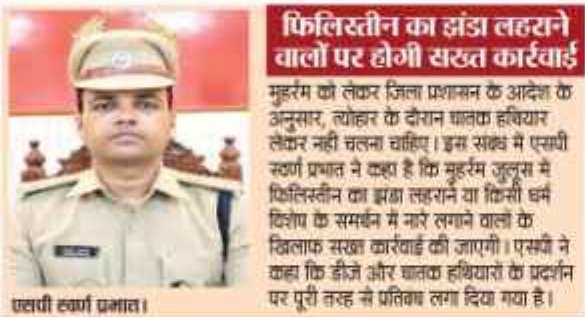 फिलिस्तीन का झंडा लहराने
वालों पर होगी सख्त कार्रवाई
मुहर्रम को लेकर जिला प्रशासन के आदेश के
अनुसार, त्योहार के दौरान घातक हथियार
लेकर नही चलना चाहिए। इस संबध में एसपी
स्वर्ण प्रभात ने कहा है कि मुहर्रम जुलूस में
फिलिस्तीन का झंडा लहराने या किसी धर्म
विशेष के समर्थन में नारे लगाने वालों के
खिलाफ सख्त कार्रवाई की जाएगी। एसपी ने
कहा कि डीजे और घातक हथियारों के प्रदर्शन
पर पूरी तरह से प्रतिबंध लगा दिया गया है।
एसपी स्वर्ण प्रभात।